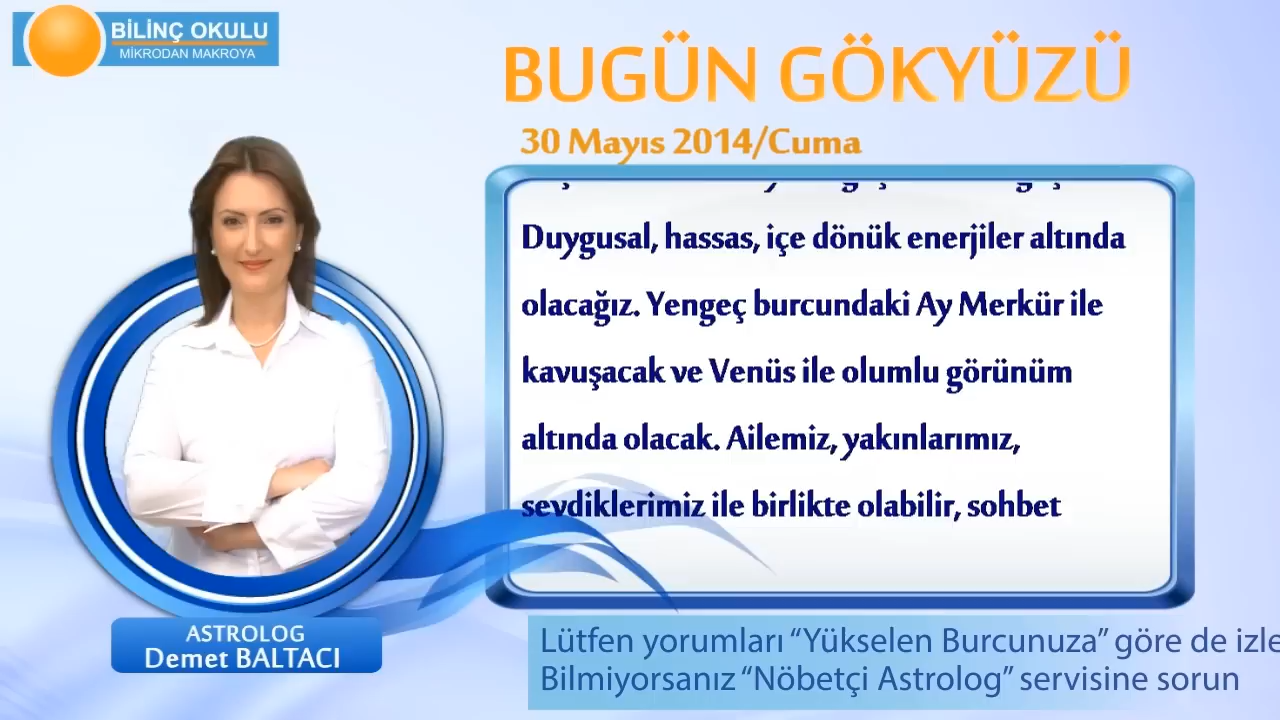 BİLİNÇ OKULU
MİKRODAN MAKROYA
BUGÜN GÖKYÜZÜ
30 Mayıs 2014/Cuma
Duygusal, hassas, içe dönük enerjiler altında
olacağız. Yengeç burcundaki Ay Merkür ile
kavuşacak ve Venüs ile olumlu görünüm
altında olacak. Ailemiz, yakınlarımız,
sevdiklerimiz ile birlikte olabilir, sohbet
ASTROLOG
Demet BALTACI
Lütfen yorumları “Yükselen Burcunuza” göre de izle
Bilmiyorsanız “Nöbetçi Astrolog” servisine sorun